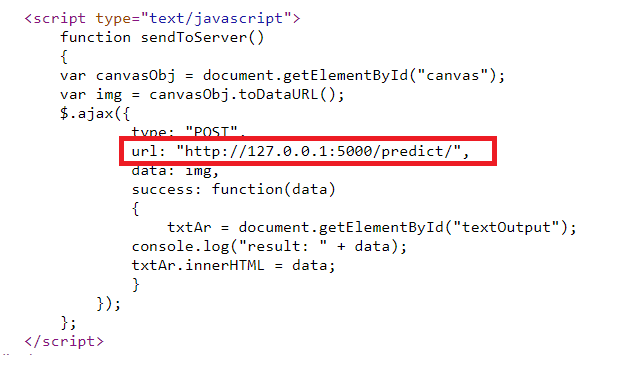 <script type="text/javascript">
function sendToServer()
{
var canvasObj = document.getElementById("canvas");
var img = canvasObj.toDataURL();
$.ajax({
type: "POST",
url: "http://127.0.0.1:5000/predict/",
data: img,
success: function(data)
{
txtAr = document.getElementById("textOutput");
console.log("result: " + data);
txtAr.innerHTML = data;
}
});
};
</script>